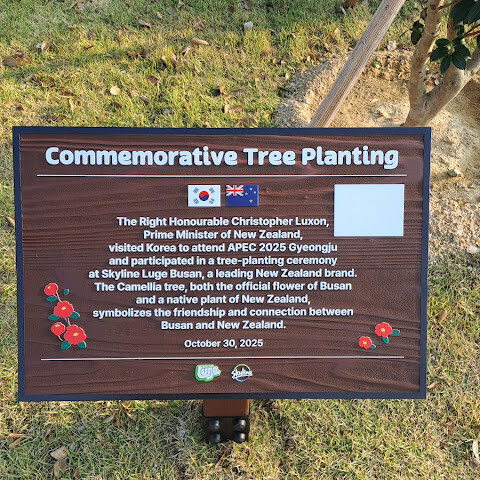 Commemorative Tree Planting
The Right Honourable Christopher Luxon,
Prime Minister of New Zealand,
visited Korea to attend APEC 2025 Gyeongju
and participated in a tree-planting ceremony
at Skyline Luge Busan, a leading New Zealand brand.
The Camellia tree, both the official flower of Busan
and a native plant of New Zealand,
symbolizes the friendship and connection between
Busan and New Zealand.
October 30, 2025
Luge
Skyline